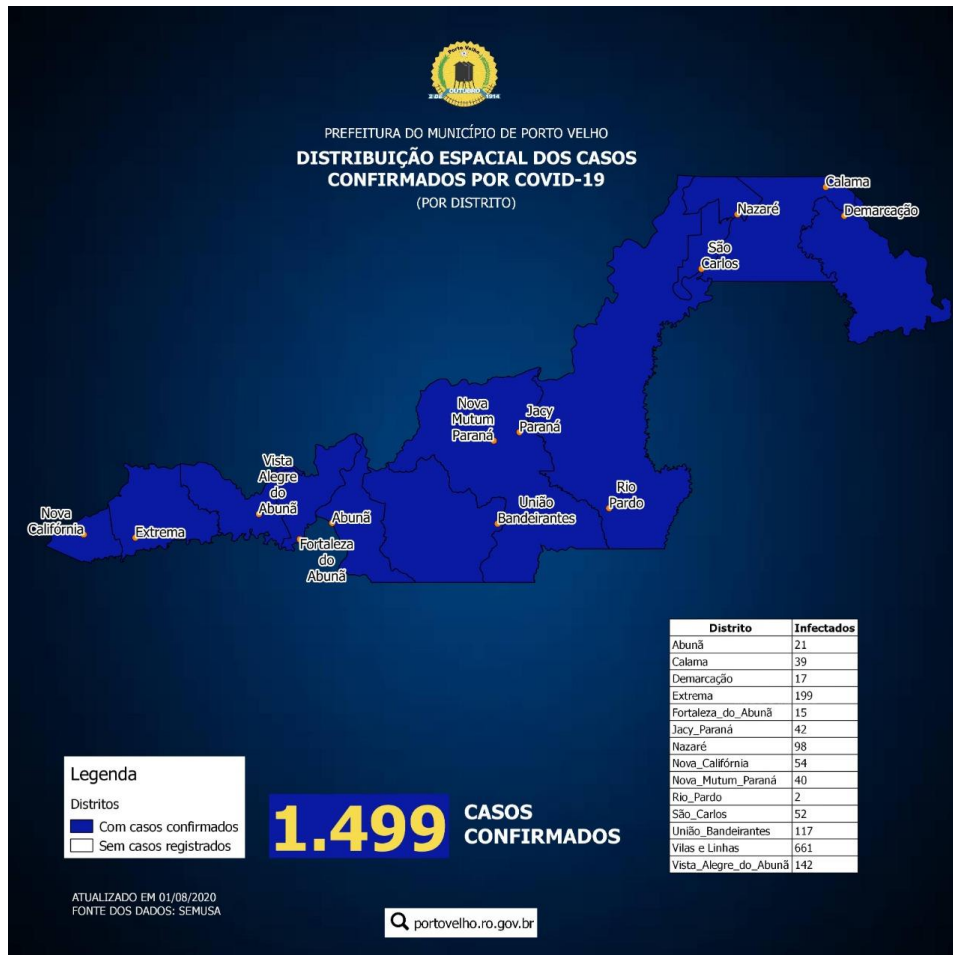 Porto Velho
OUTUBRO
PREFEITURA DO MUNICÍPIO DE PORTO VELHO
DISTRIBUIÇÃO ESPACIAL DOS CASOS
CONFIRMADOS POR COVID-19
(POR DISTRITO)
Calama
Nazaré
Demarcação
São
Carlos
Nova
Mutum
Paraná
Jacy
Paraná
Vista
Alegre
do
Abunã
Rio
Pardo
União
Bandeirantes
Nova
Califórnia
Extrema
Abunã
Fortaleza
do
Abunã
Distrito Infectados
Abunã 21
Calama 39
Demarcação 17
Extrema 199
Fortaleza_do_Abunã 15
Jacy_Paraná 42
Nazaré 98
Nova_Califórnia 54
Nova_Mutum_Paraná 40
Rio_Pardo 2
São_Carlos 52
União_Bandeirantes 117
Vilas e Linhas 661
Vista_Alegre_do_Abunã 142
Legenda
Distritos
Com casos confirmados
Sem casos registrados
1.499 CASOS
CONFIRMADOS
ATUALIZADO EM 01/08/2020
FONTE DOS DADOS: SEMUSA
portovelho.ro.gov.br